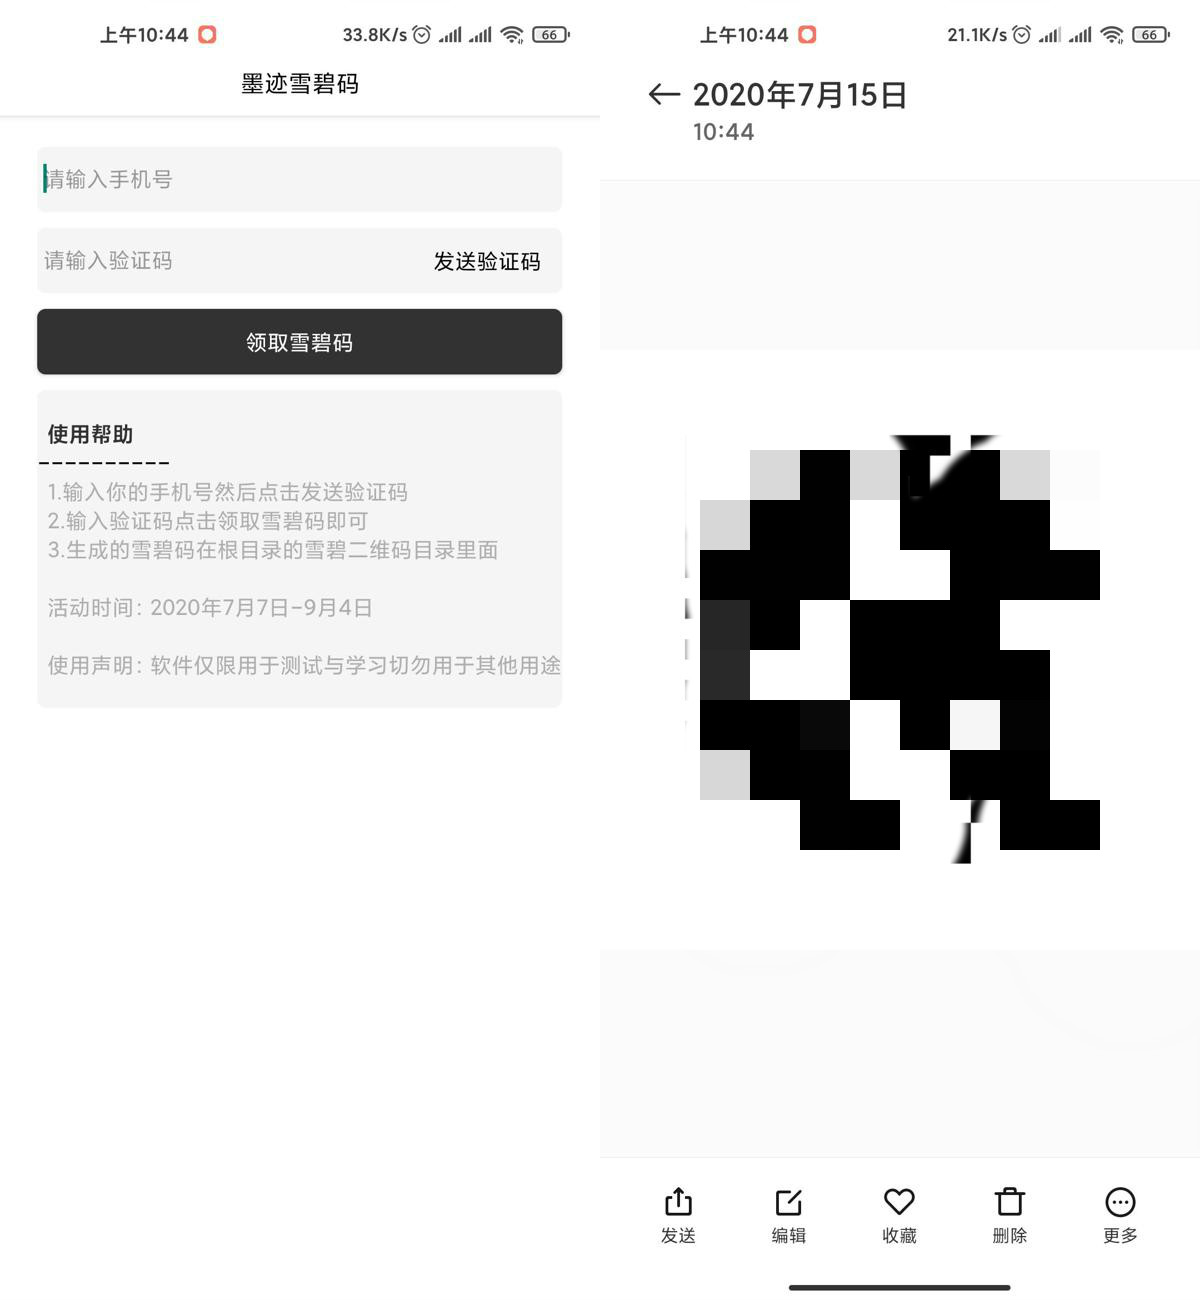 上午10:44
33.8K/s
66
墨迹雪碧码
请输入手机号
请输入验证码
发送验证码
领取雪碧码
使用帮助
----------
1.输入你的手机号然后点击发送验证码
2.输入验证码点击领取雪碧码即可
3.生成的雪碧码在根目录的雪碧二维码目录里面
活动时间：2020年7月7日-9月4日
使用声明：软件仅限用于测试与学习切勿用于其他用途
上午10:44
21.1K/s
66
2020年7月15日
10:44
发送
编辑
收藏
删除
更多